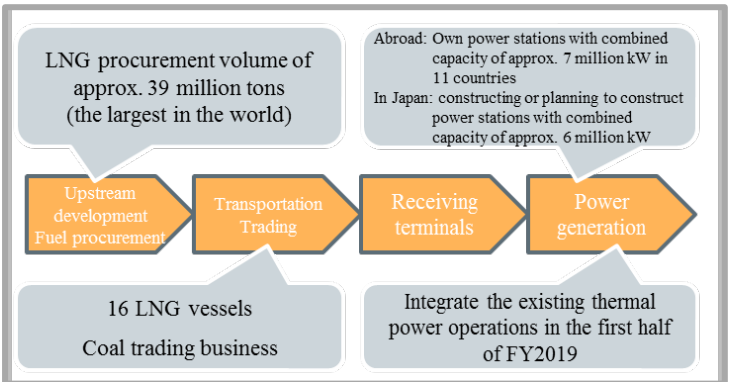 LNG procurement volume of
approx. 39 million tons
(the largest in the world)
Abroad: Own power stations with combined
capacity of approx. 7 million kW in
11 countries
In Japan: constructing or planning to construct
power stations with combined
capacity of approx. 6 million kW
Upstream
development
Fuel procurement
Transportation
Trading
Receiving
terminals
Power
generation
16 LNG vessels
Coal trading business
Integrate the existing thermal
power operations in the first half
of FY2019